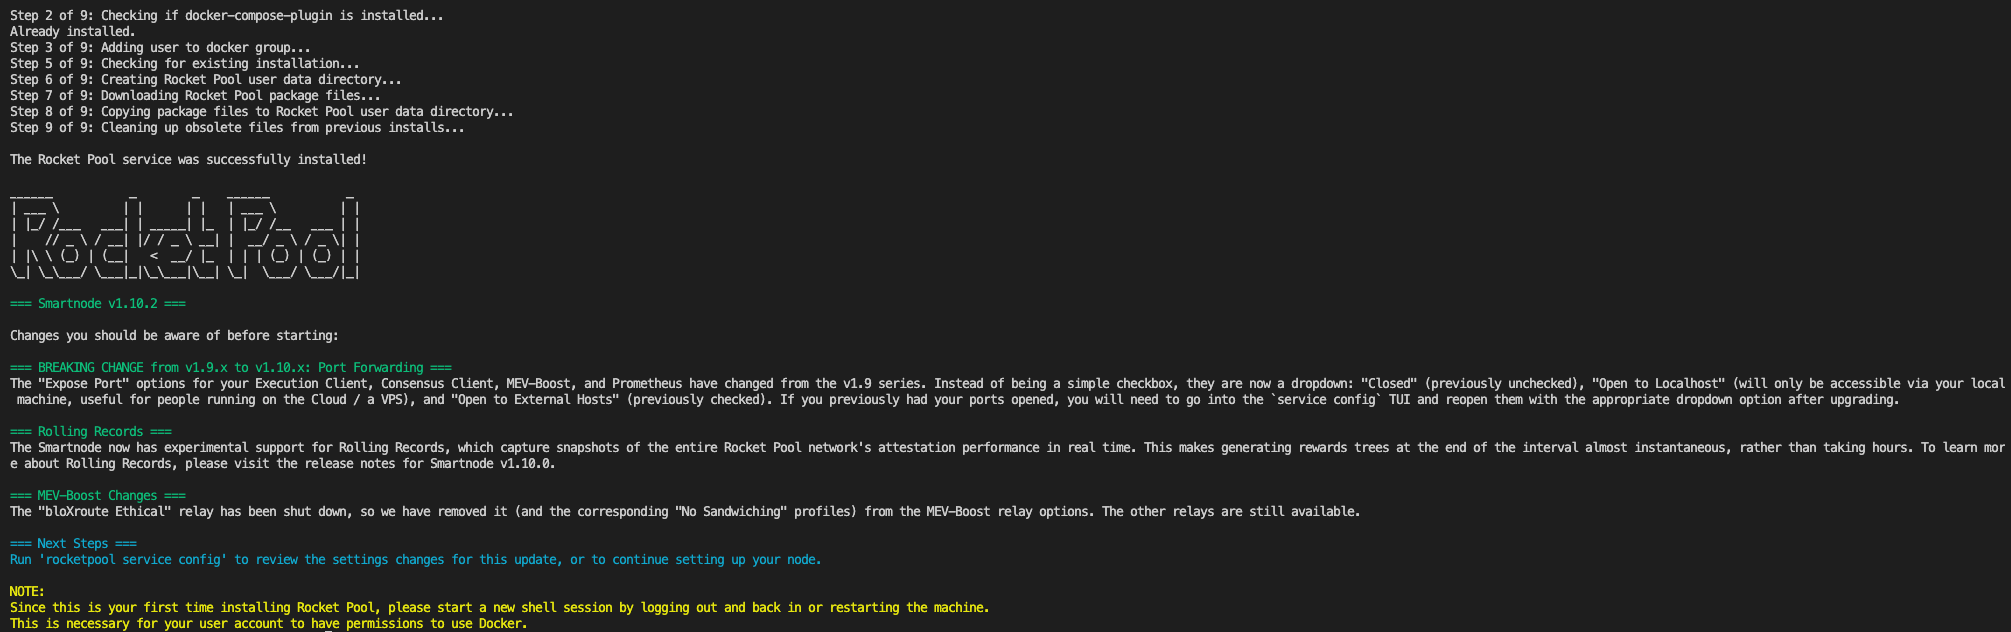 Step 2 of 9: Checking if docker-compose-plugin is installed...
Already installed.
Step 3 of 9: Adding user to docker group...
Step 5 of 9: Checking for existing installation...
Step 6 of 9: Creating Rocket Pool user data directory...
Step 7 of 9: Downloading Rocket Pool package files...
Step 8 of 9: Copying package files to Rocket Pool user data directory...
Step 9 of 9: Cleaning up obsolete files from previous installs...
The Rocket Pool service was successfully installed!
Rocket Pool
=== Smartnode v1.10.2 ===
Changes you should be aware of before starting:
=== BREAKING CHANGE from v1.9.x to v1.10.x: Port Forwarding ===
The "Expose Port" options for your Execution Client, Consensus Client, MEV-Boost, and Prometheus have changed from the v1.9 series. Instead of being a simple checkbox, they are now a dropdown: "Closed" (previously unchecked), "Open to Localhost" (will only be accessible via your local
machine, useful for people running on the Cloud / a VPS), and "Open to External Hosts" (previously checked). If you previously had your ports opened, you will need to go into the `service config` TUI and reopen them with the appropriate dropdown option after upgrading.
=== Rolling Records ===
The Smartnode now has experimental support for Rolling Records, which capture snapshots of the entire Rocket Pool network's attestation performance in real time. This makes generating rewards trees at the end of the interval almost instantaneous, rather than taking hours. To learn mor
e about Rolling Records, please visit the release notes for Smartnode v1.10.0.
=== MEV-Boost Changes ===
The "bloXroute Ethical" relay has been shut down, so we have removed it (and the corresponding "No Sandwiching" profiles) from the MEV-Boost relay options. The other relays are still available.
=== Next Steps ===
Run 'rocketpool service config' to review the settings changes for this update, or to continue setting up your node.
NOTE:
Since this is your first time installing Rocket Pool, please start a new shell session by logging out and back in or restarting the machine.
This is necessary for your user account to have permissions to use Docker.